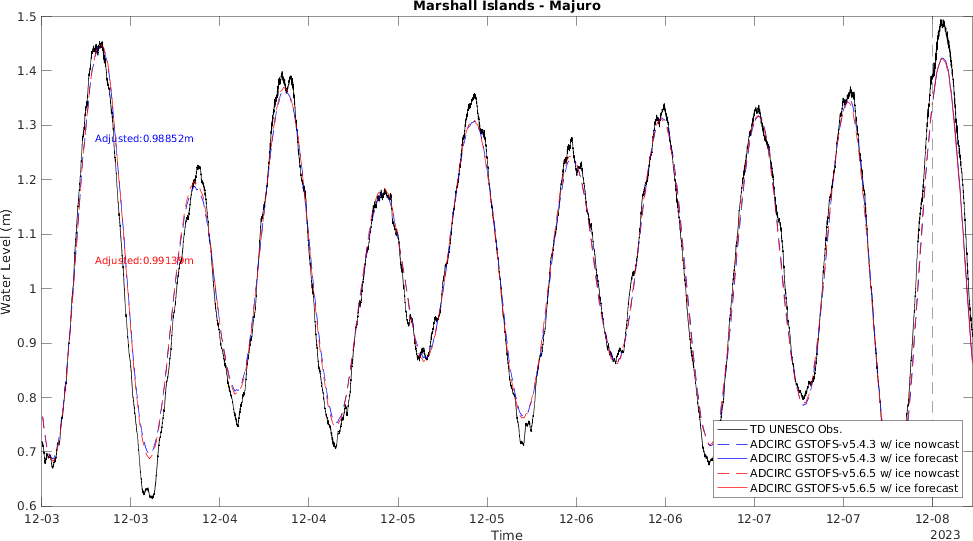 Marshall Islands - Majuro
1.5
1.4
1.3
1.2
1.1
1
0.9
0.8
0.7
0.6
Water Level (m)
Adjusted:0.98852m
Adjusted:0.99139m
TD UNESCO Obs.
ADCIRC GSTOFS-v5.4.3 w/ ice nowcast
ADCIRC GSTOFS-v5.4.3 w/ ice forecast
ADCIRC GSTOFS-v5.6.5 w/ ice nowcast
ADCIRC GSTOFS-v5.6.5 w/ ice forecast
12-03 12-03 12-04 12-04 12-05 12-05 12-06 12-06 12-07 12-07 12-08
2023
Time